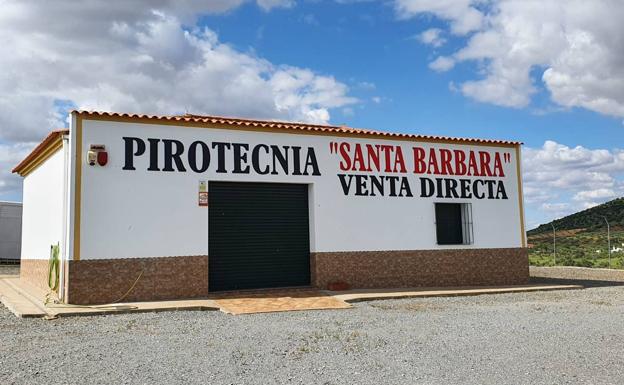 PIROTECNIA "SANTA BARBARA"
VENTA DIRECTA